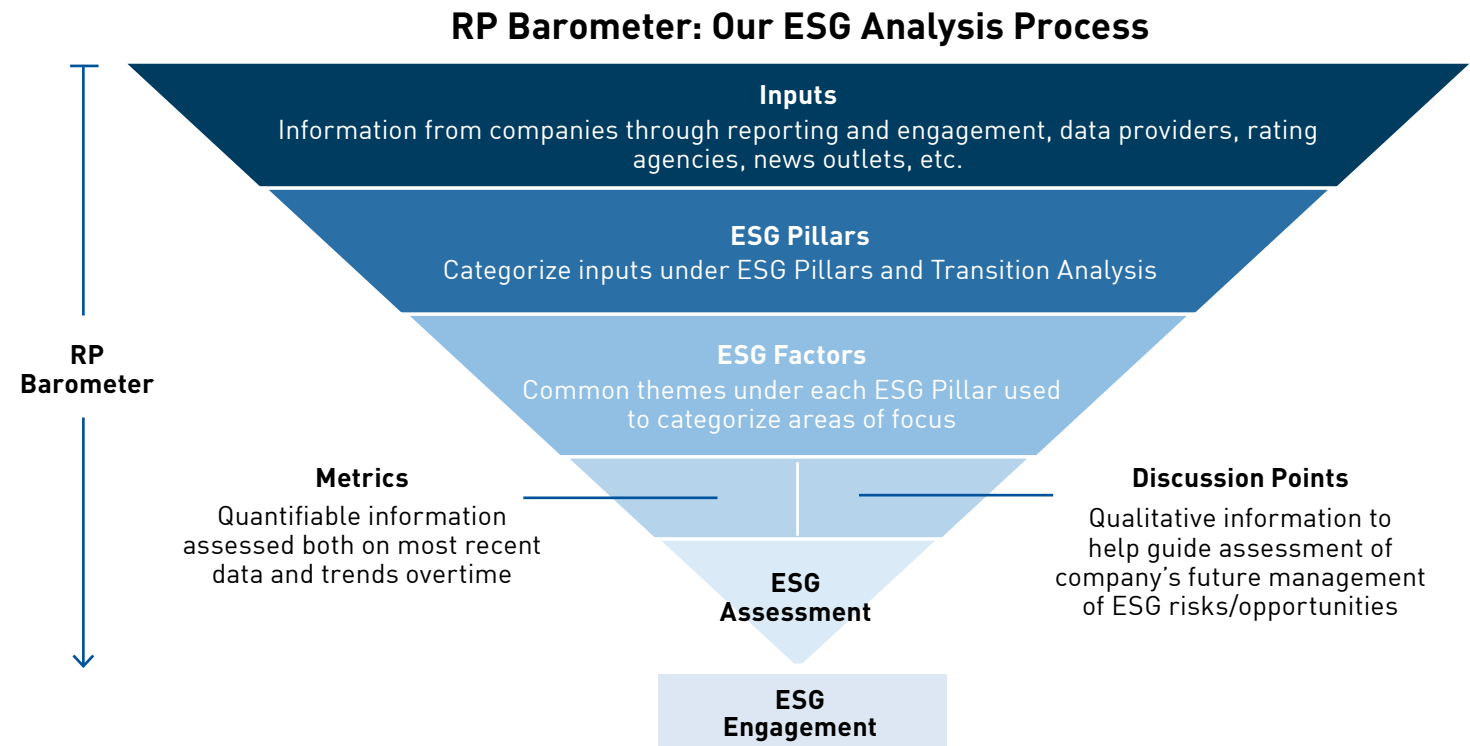 RP Barometer: Our ESG Analysis Process
Inputs
Information from companies through reporting and engagement, data providers, rating
agencies, news outlets, etc.
ESG Pillars
Categorize inputs under ESG Pillars and Transition Analysis
RP
Barometer
ESG Factors
Common themes under each ESG Pillar used
to categorize areas of focus
Metrics
Quantifiable information
assessed both on most recent
data and trends overtime
Discussion Points
Qualitative information to
help guide assessment of
company's future management
of ESG risks/opportunities
ESG
Assessment
ESG
Engagement